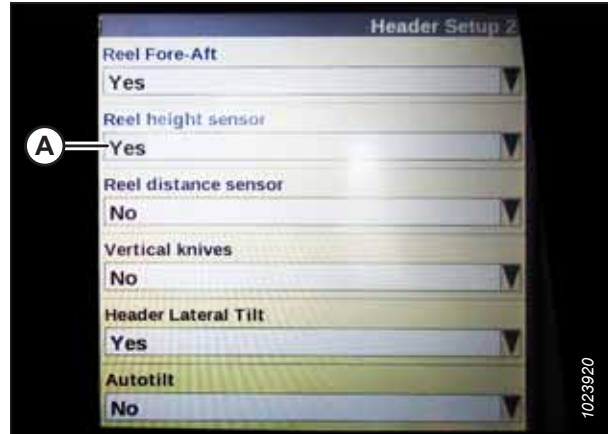 Header Setup 2
Reel Fore-Aft
Yes
Reel height sensor
A
Yes
Reel distance sensor
No
Vertical knives
No
Header Lateral Tilt
Yes
Autotilt
No
1023920